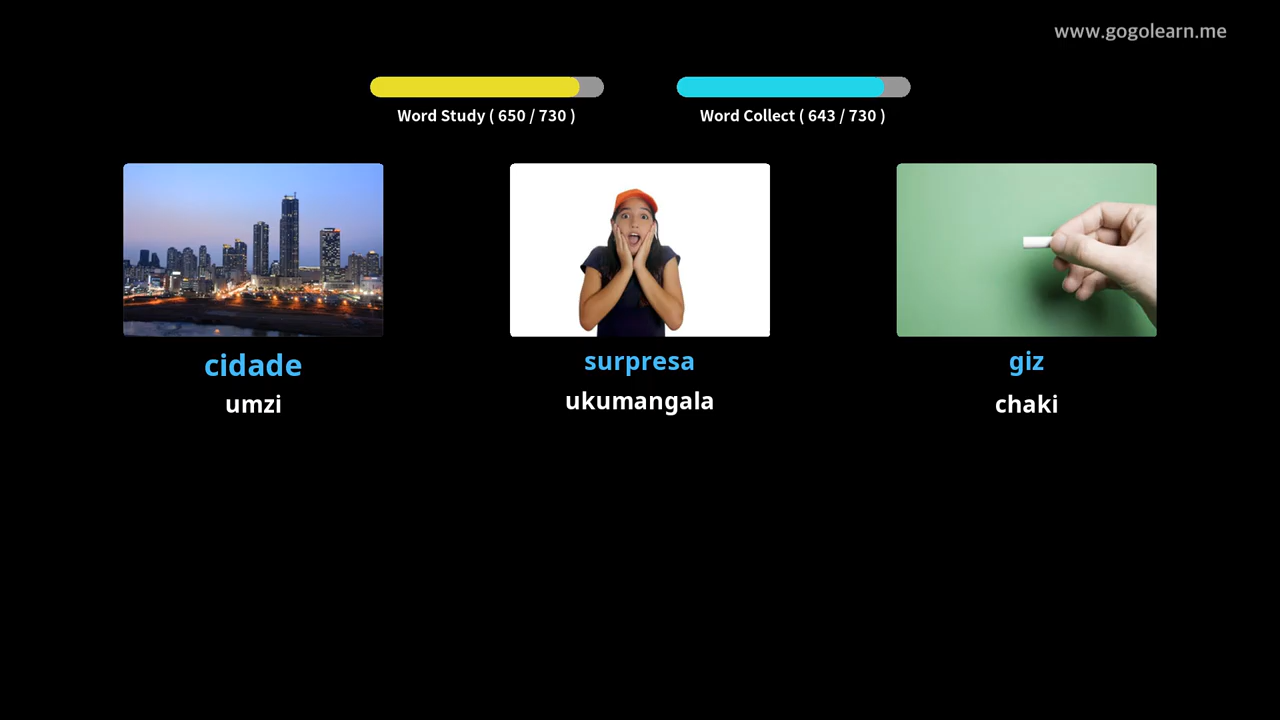 www.gogolearn.me
Word Study ( 650 / 730 )
Word Collect ( 643 / 730 )
cidade
umzi
surpresa
ukumangala
giz
chaki